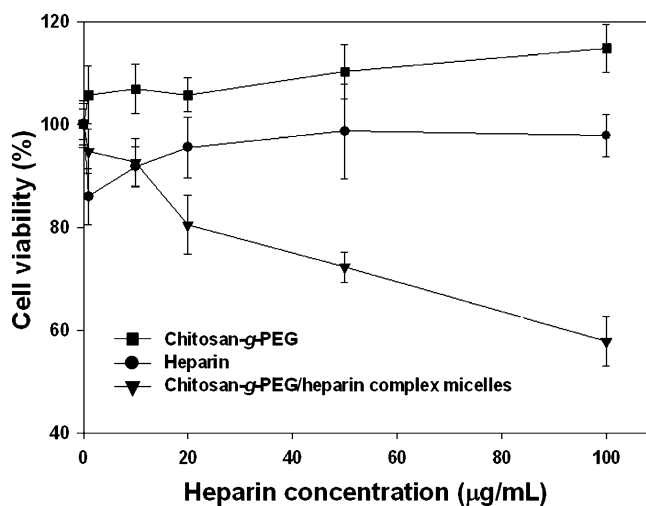 120
100
80
60
40
Cell viability (%)
Chitosan-g-PEG
Heparin
Chitosan-g-PEG/heparin complex micelles
0 20 40 60 80 100
Heparin concentration (µg/mL)